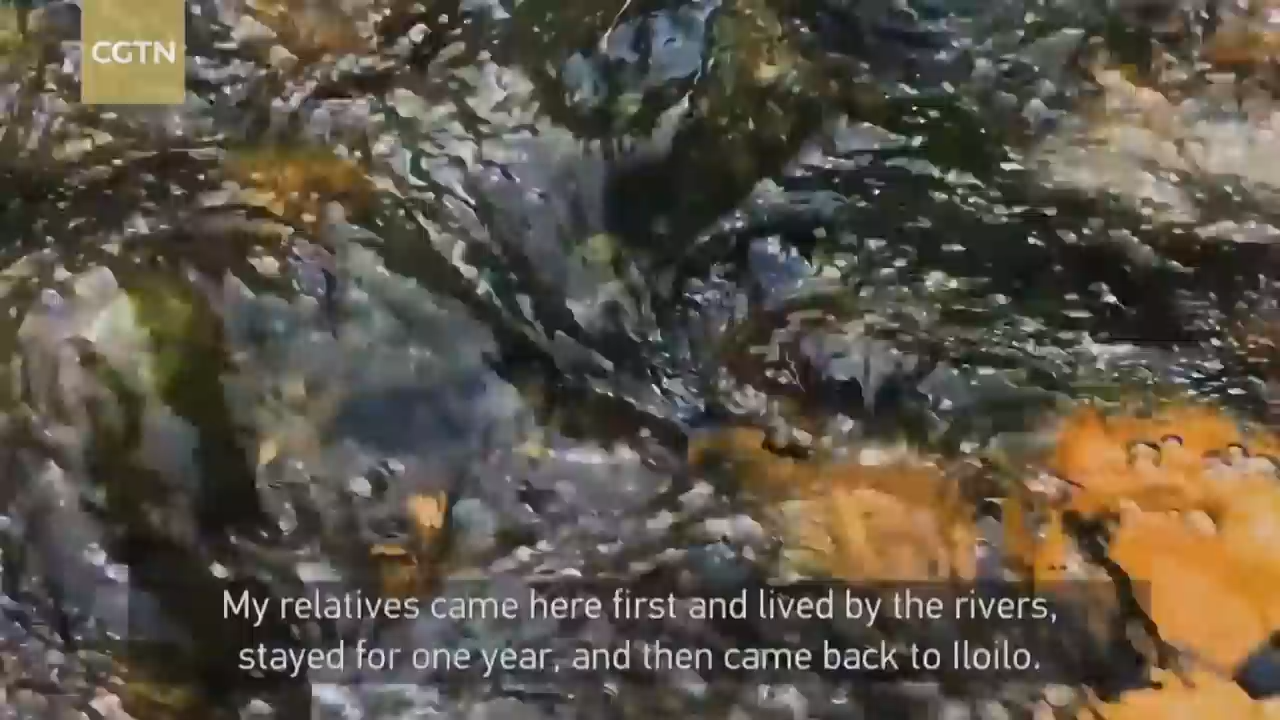 CGTN
My relatives came here first and lived by the rivers,
stayed for one year, and then came back to Iloilo.